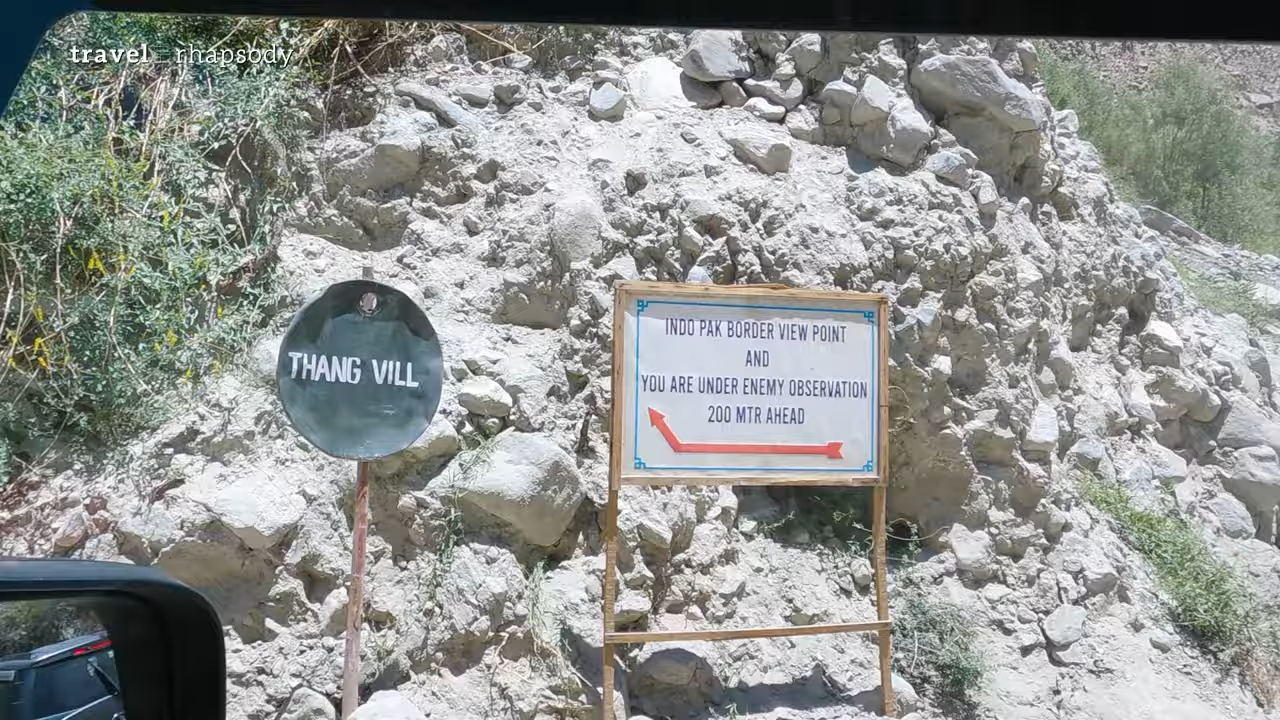 travel = rhapsody
THANG VILL
INDO PAK BORDER VIEW POINT
AND
YOU ARE UNDER ENEMY OBSERVATION
200 MTR AHEAD